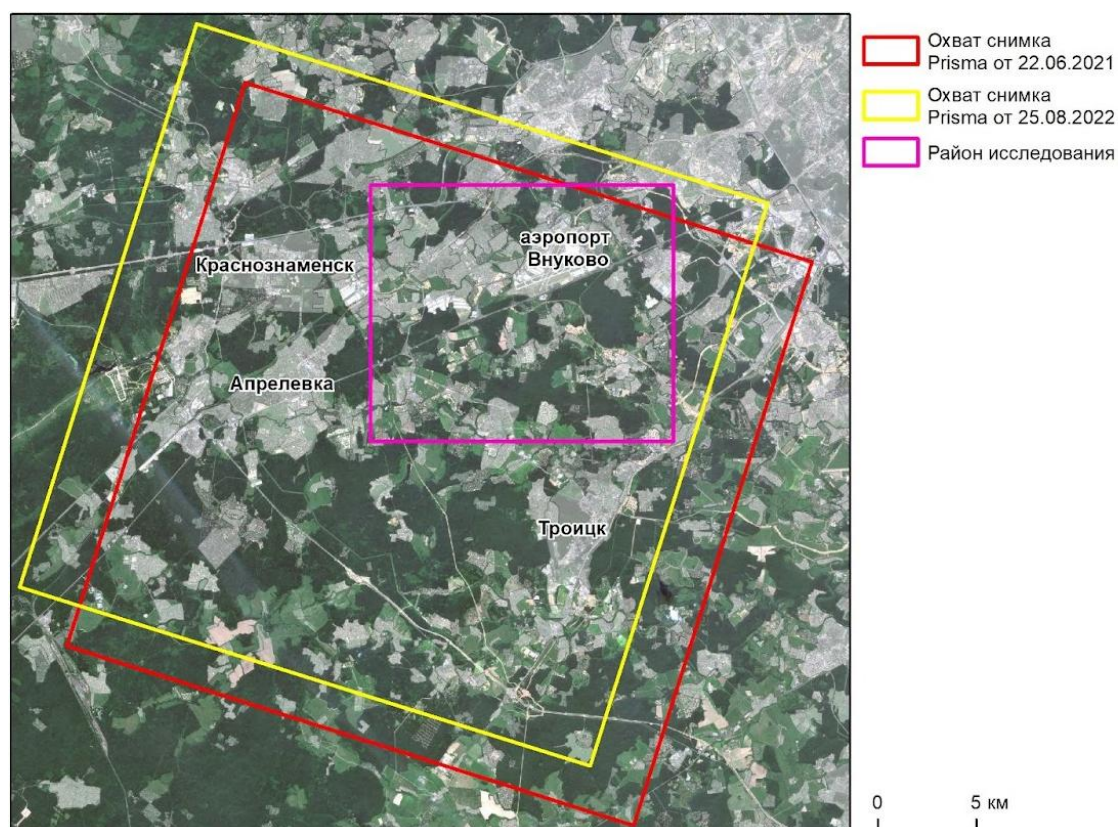 Охват снимка
Prisma от 22.06.2021
Охват снимка
Prisma от 25.08.2022
Район исследования
аэропорт
Внуково
Краснознаменск
Апрелевка
Троицк
0 5 км